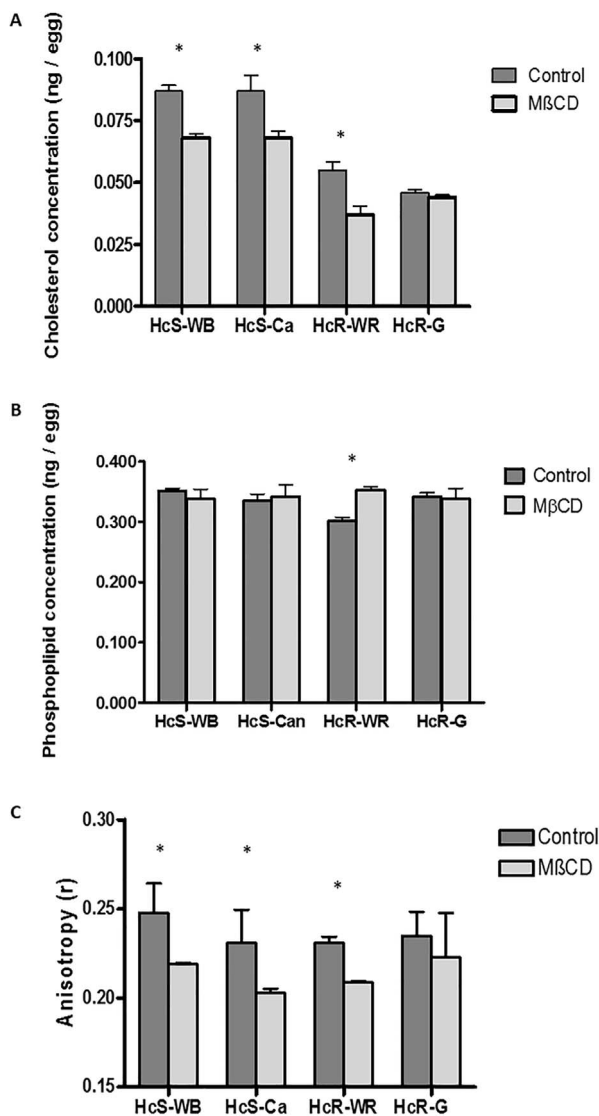 A
Cholesterol concentration (ng / egg)
0.100
0.075
0.050
0.025
0.000
*
*
*
Control
MßCD
HcS-WB
HcS-Ca
HcR-WR
HcR-G
B
Phosphoplipid concentration (ng / egg)
0.400
0.300
0.200
0.100
0.000
*
Control
MβCD
HcS-WB
HcS-Can
HcR-WR
HcR-G
C
Anisotropy (r)
0.30
0.25
0.20
0.15
*
*
*
Control
MßCD
HcS-WB
HcS-Ca
HcR-WR
HcR-G